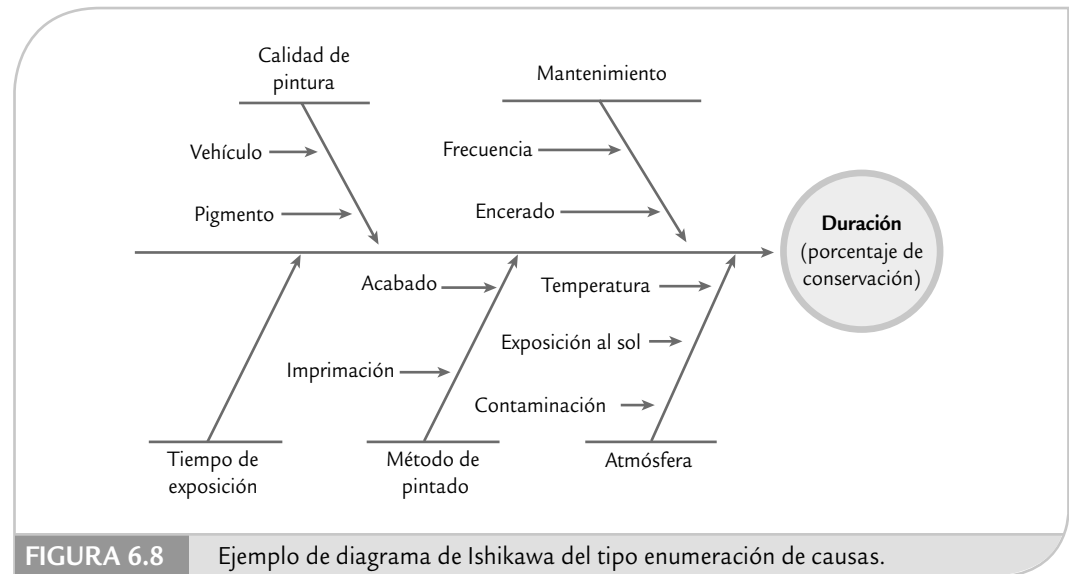 Calidad de
pintura
Mantenimiento
Vehículo
Frecuencia
Pigmento
Encerado
Duración
(porcentaje de
conservación)
Acabado
Temperatura
Exposición al sol
Imprimación
Contaminación
Tiempo de
exposición
Método de
pintado
Atmósfera
FIGURA 6.8 Ejemplo de diagrama de Ishikawa del tipo enumeración de causas.